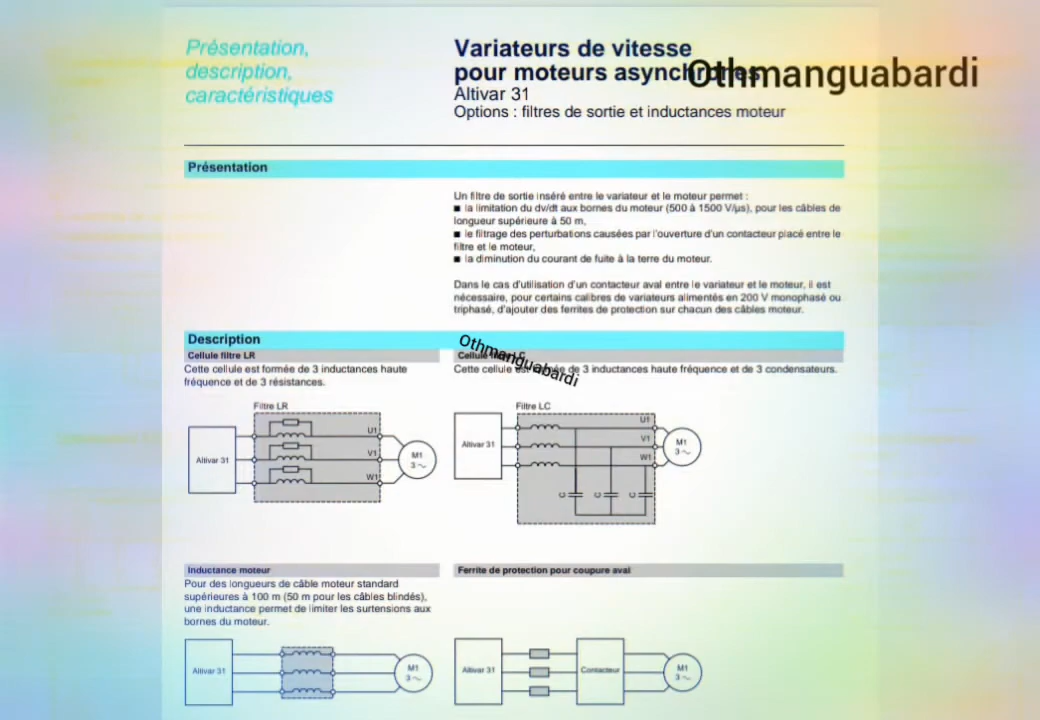 Présentation,
description,
caractéristiques
Variateurs de vitesse
pour moteurs asynchrones
Othmanguabardi
Altivar 31
Options : filtres de sortie et inductances moteur
Présentation
Un filtre de sortie inséré entre le variateur et le moteur permet :
■ la limitation du dv/dt aux bornes du moteur (500 à 1500 V/µs), pour les câbles de
longueur supérieure à 50 m,
■ le filtrage des perturbations causées par l'ouverture d'un contacteur placé entre le
filtre et le moteur,
■ la diminution du courant de fuite à la terre du moteur.
Dans le cas d'utilisation d'un contacteur aval entre le variateur et le moteur, il est
nécessaire, pour certains calibres de variateurs alimentés en 200 V monophasé ou
triphasé, d'ajouter des ferrites de protection sur chacun des câbles moteur.
Description
Cellule filtre LR
Cette cellule est formée de 3 inductances haute
fréquence et de 3 résistances.
Filtre LR
Altivar 31
U1
V1
W1
M1
3 ~
Othmanguabardi
Cellule filtre LC
Cette cellule est formée de 3 inductances haute fréquence et de 3 condensateurs.
Filtre LC
Altivar 31
U1
V1
W1
C
C
C
M1
3 ~
Inductance moteur
Pour des longueurs de câble moteur standard
supérieures à 100 m (50 m pour les câbles blindés),
une inductance permet de limiter les surtensions aux
bornes du moteur.
Altivar 31
M1
3 ~
Ferrite de protection pour coupure aval
Altivar 31
Contacteur
M1
3 ~